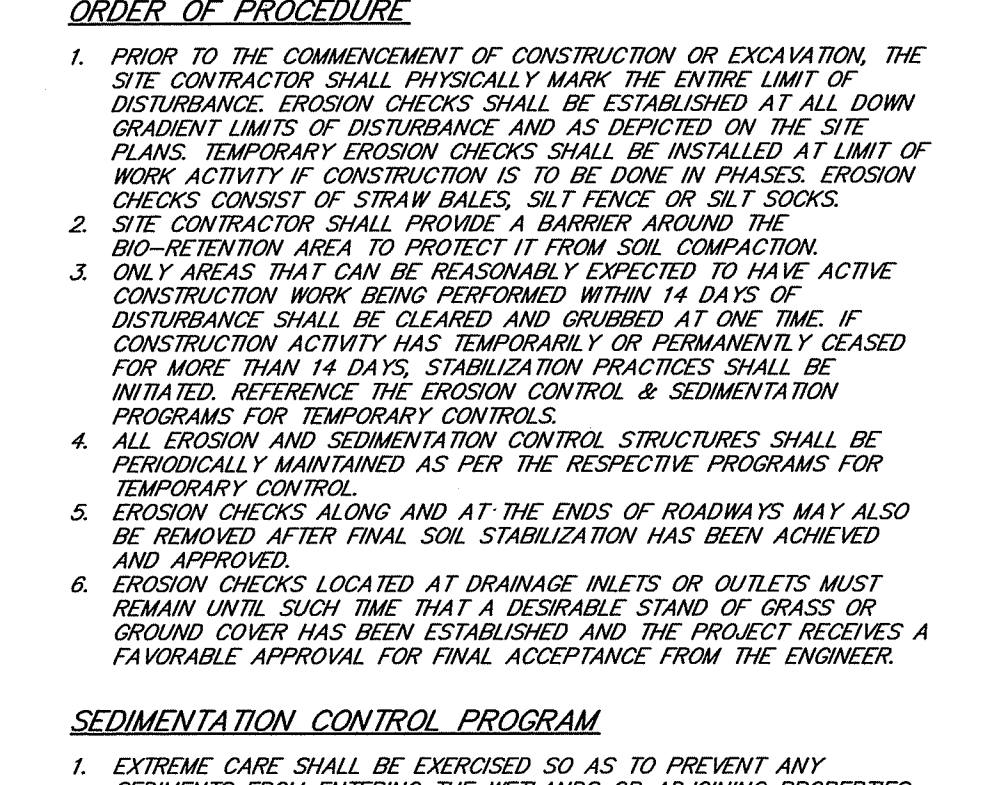 ORDER OF PROCEDURE
1. PRIOR TO THE COMMENCEMENT OF CONSTRUCTION OR EXCAVATION, THE
SITE CONTRACTOR SHALL PHYSICALLY MARK THE ENTIRE LIMIT OF
DISTURBANCE. EROSION CHECKS SHALL BE ESTABLISHED AT ALL DOWN
GRADIENT LIMITS OF DISTURBANCE AND AS DEPICTED ON THE SITE
PLANS. TEMPORARY EROSION CHECKS SHALL BE INSTALLED AT LIMIT OF
WORK ACTIVITY IF CONSTRUCTION IS TO BE DONE IN PHASES. EROSION
CHECKS CONSIST OF STRAW BALES, SILT FENCE OR SILT SOCKS.
2. SITE CONTRACTOR SHALL PROVIDE A BARRIER AROUND THE
BIO-RETENTION AREA TO PROTECT IT FROM SOIL COMPACTION.
3. ONLY AREAS THAT CAN BE REASONABLY EXPECTED TO HAVE ACTIVE
CONSTRUCTION WORK BEING PERFORMED WITHIN 14 DAYS OF
DISTURBANCE SHALL BE CLEARED AND GRUBBED AT ONE TIME. IF
CONSTRUCTION ACTIVITY HAS TEMPORARILY OR PERMANENTLY CEASED
FOR MORE THAN 14 DAYS, STABILIZATION PRACTICES SHALL BE
INITIATED. REFERENCE THE EROSION CONTROL & SEDIMENTATION
PROGRAMS FOR TEMPORARY CONTROLS.
4. ALL EROSION AND SEDIMENTATION CONTROL STRUCTURES SHALL BE
PERIODICALLY MAINTAINED AS PER THE RESPECTIVE PROGRAMS FOR
TEMPORARY CONTROL.
5. EROSION CHECKS ALONG AND AT THE ENDS OF ROADWAYS MAY ALSO
BE REMOVED AFTER FINAL SOIL STABILIZATION HAS BEEN ACHIEVED
AND APPROVED.
6. EROSION CHECKS LOCATED AT DRAINAGE INLETS OR OUTLETS MUST
REMAIN UNTIL SUCH TIME THAT A DESIRABLE STAND OF GRASS OR
GROUND COVER HAS BEEN ESTABLISHED AND THE PROJECT RECEIVES A
FAVORABLE APPROVAL FOR FINAL ACCEPTANCE FROM THE ENGINEER.
SEDIMENTATION CONTROL PROGRAM
1. EXTREME CARE SHALL BE EXERCISED SO AS TO PREVENT ANY
SEDIMENTS FROM ENTERING THE WETLANDS OR ADJOINING PROPERTIES